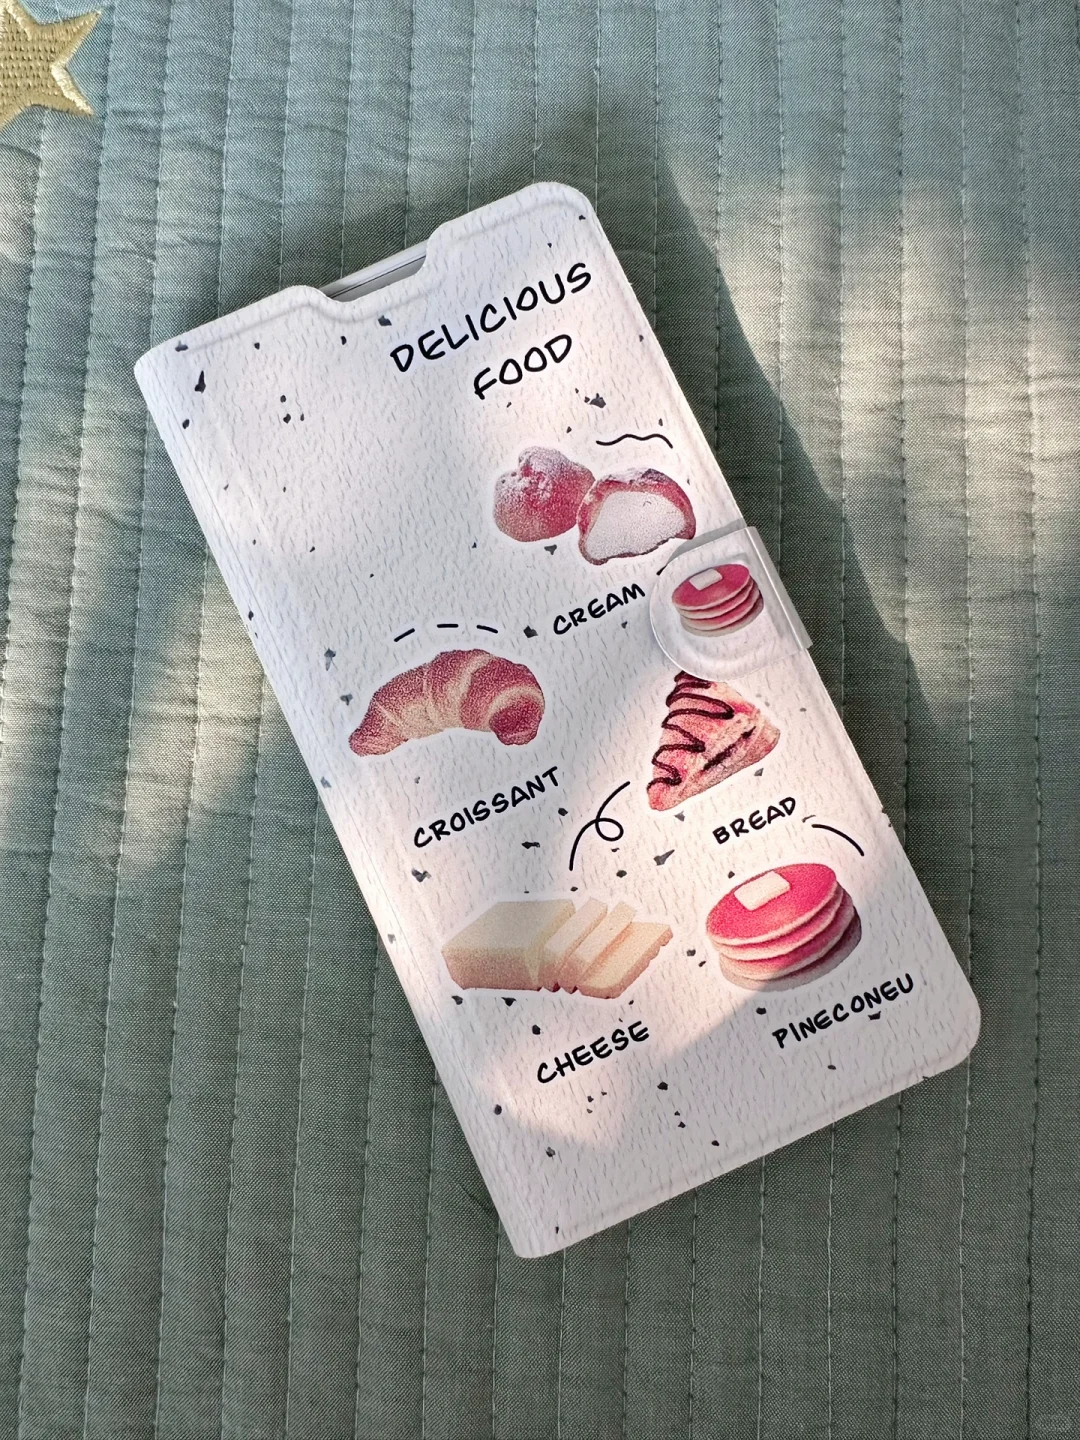 DELICIOUS
FOOD
CREAM
CROISSANT
BREAD
CHEESE
PINECONEU